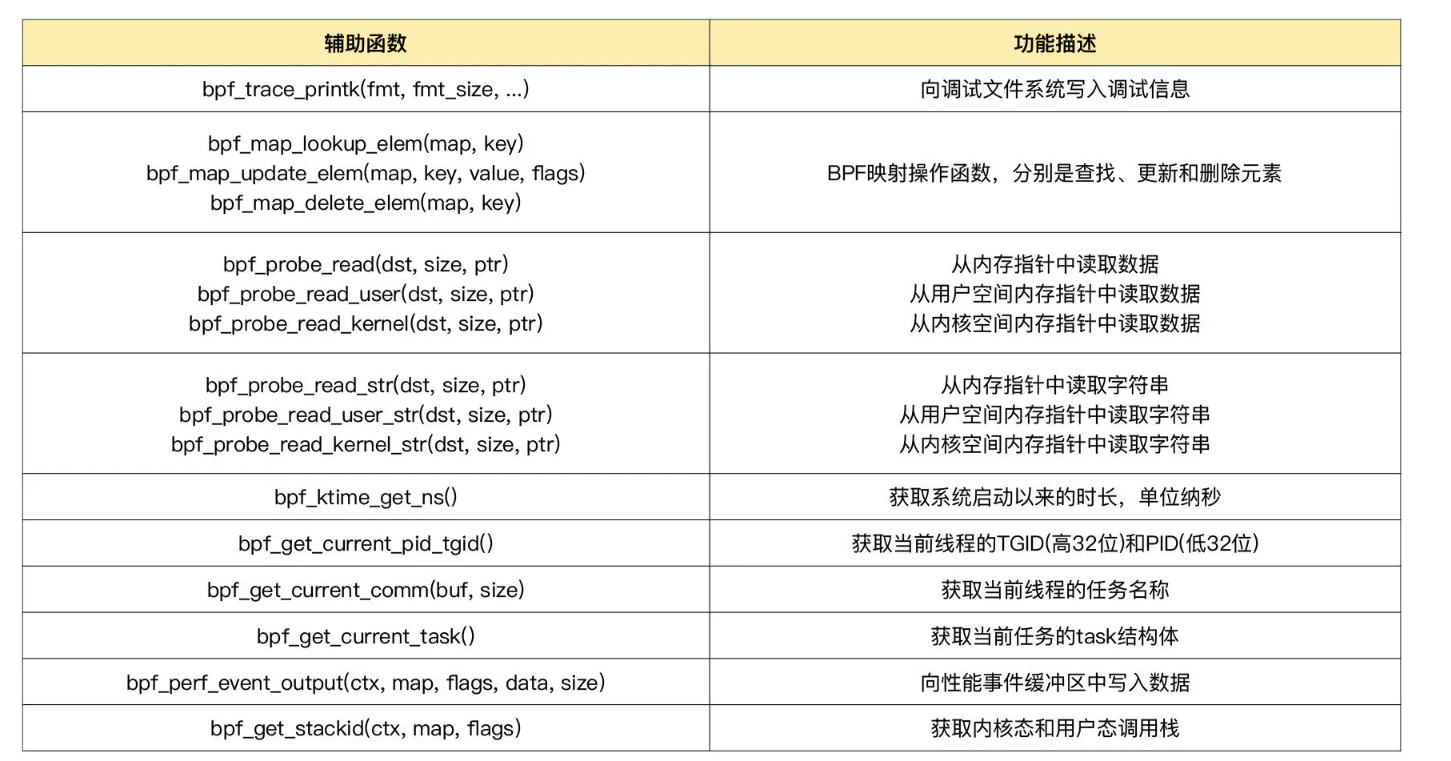 辅助函数
功能描述
bpf_trace_printk(fmt, fmt_size, ...)
向调试文件系统写入调试信息
bpf_map_lookup_elem(map, key)
bpf_map_update_elem(map, key, value, flags)
bpf_map_delete_elem(map, key)
BPF映射操作函数，分别是查找、更新和删除元素
bpf_probe_read(dst, size, ptr)
bpf_probe_read_user(dst, size, ptr)
bpf_probe_read_kernel(dst, size, ptr)
从内存指针中读取数据
从用户空间内存指针中读取数据
从内核空间内存指针中读取数据
bpf_probe_read_str(dst, size, ptr)
bpf_probe_read_user_str(dst, size, ptr)
bpf_probe_read_kernel_str(dst, size, ptr)
从内存指针中读取字符串
从用户空间内存指针中读取字符串
从内核空间内存指针中读取字符串
bpf_ktime_get_ns()
获取系统启动以来的时长，单位纳秒
bpf_get_current_pid_tgid()
获取当前线程的TGID(高32位)和PID(低32位)
bpf_get_current_comm(buf, size)
获取当前线程的任务名称
bpf_get_current_task()
获取当前任务的task结构体
bpf_perf_event_output(ctx, map, flags, data, size)
向性能事件缓冲区中写入数据
bpf_get_stackid(ctx, map, flags)
获取内核态和用户态调用栈